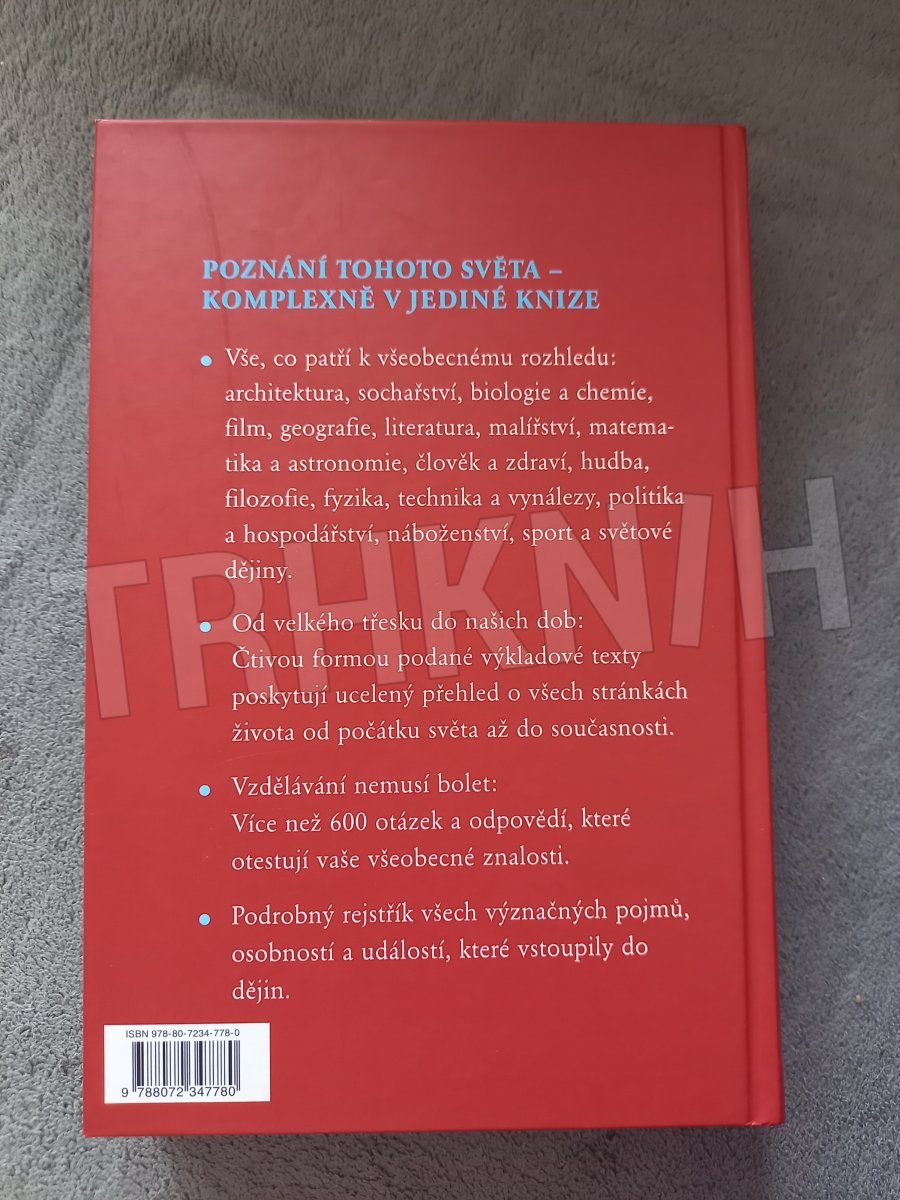 POZNÁNÍ TOHOTO SVĚTA –
KOMPLEXNĚ V JEDINÉ KNIZE
• Vše, co patří k všeobecnému rozhledu:
architektura, sochařství, biologie a chemie,
film, geografie, literatura, malířství, matema-
tika a astronomie, člověk a zdraví, hudba,
filozofie, fyzika, technika a vynálezy, politika
a hospodářství, náboženství, sport a světové
dějiny.
• Od velkého třesku do našich dob:
Čtivou formou podané výkladové texty
poskytují ucelený přehled o všech stránkách
života od počátku světa až do současnosti.
• Vzdělávání nemusí bolet:
Více než 600 otázek a odpovědí, které
otestují vaše všeobecné znalosti.
• Podrobný rejstřík všech význačných pojmů,
osobností a událostí, které vstoupily do
dějin.
ISBN 978-80-7234-778-0
9 788072 347780
TRHKNIH